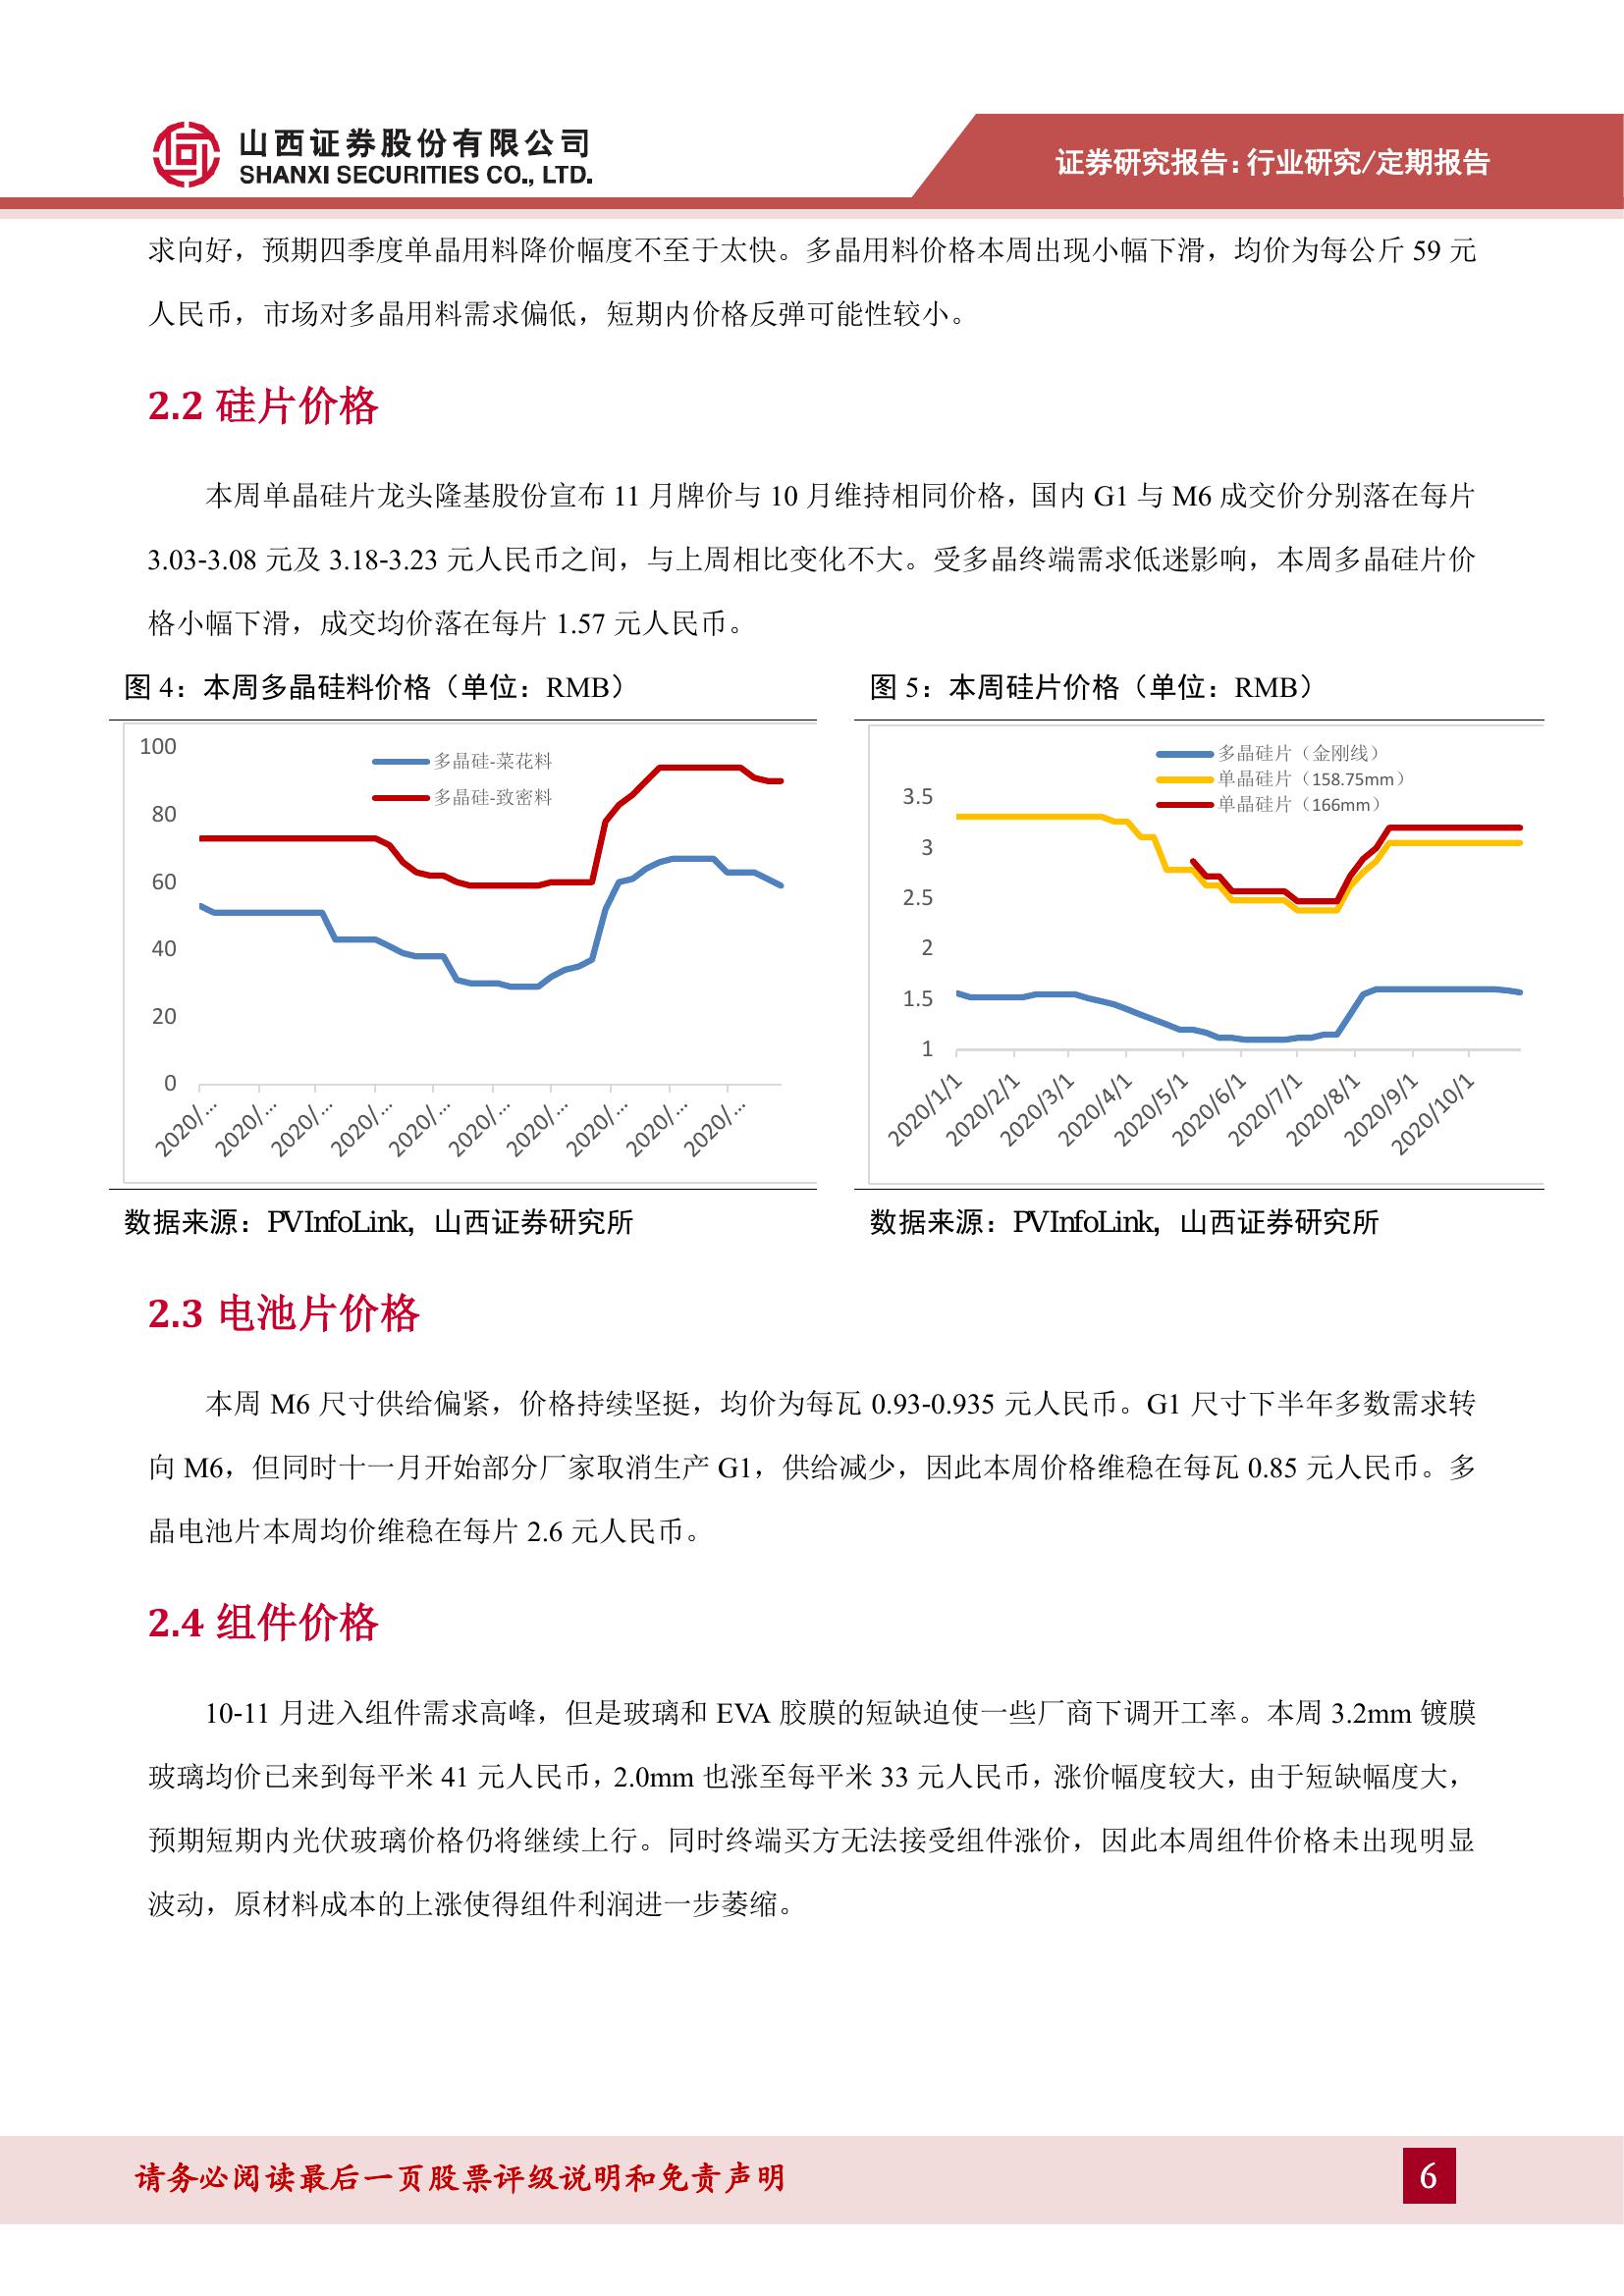 山西证券股份有限公司
SHANXI SECURITIES CO., LTD.
证券研究报告：行业研究/定期报告
求向好，预期四季度单晶用料降价幅度不至于太快。多晶用料价格本周出现小幅下滑，均价为每公斤 59 元
人民币，市场对多晶用料需求偏低，短期内价格反弹可能性较小。
2.2 硅片价格
本周单晶硅片龙头隆基股份宣布 11 月牌价与 10 月维持相同价格，国内 G1 与 M6 成交价分别落在每片
3.03-3.08 元及 3.18-3.23 元人民币之间，与上周相比变化不大。受多晶终端需求低迷影响，本周多晶硅片价
格小幅下滑，成交均价落在每片 1.57 元人民币。
图 4：本周多晶硅料价格（单位：RMB）
100
80
60
40
20
0
多晶硅-菜花料
多晶硅-致密料
2020/…
2020/…
2020/…
2020/…
2020/…
2020/…
2020/…
2020/…
2020/…
2020/…
数据来源：PVInfoLink，山西证券研究所
图 5：本周硅片价格（单位：RMB）
多晶硅片（金刚线）
单晶硅片（158.75mm）
单晶硅片（166mm）
3.5
3
2.5
2
1.5
1
2020/1/1
2020/2/1
2020/3/1
2020/4/1
2020/5/1
2020/6/1
2020/7/1
2020/8/1
2020/9/1
2020/10/1
数据来源：PVInfoLink，山西证券研究所
2.3 电池片价格
本周 M6 尺寸供给偏紧，价格持续坚挺，均价为每瓦 0.93-0.935 元人民币。G1 尺寸下半年多数需求转
向 M6，但同时十一月开始部分厂家取消生产 G1，供给减少，因此本周价格维稳在每瓦 0.85 元人民币。多
晶电池片本周均价维稳在每片 2.6 元人民币。
2.4 组件价格
10-11 月进入组件需求高峰，但是玻璃和 EVA 胶膜的短缺迫使一些厂商下调开工率。本周 3.2mm 镀膜
玻璃均价已来到每平米 41 元人民币，2.0mm 也涨至每平米 33 元人民币，涨价幅度较大，由于短缺幅度大，
预期短期内光伏玻璃价格仍将继续上行。同时终端买方无法接受组件涨价，因此本周组件价格未出现明显
波动，原材料成本的上涨使得组件利润进一步萎缩。
请务必阅读最后一页股票评级说明和免责声明
6